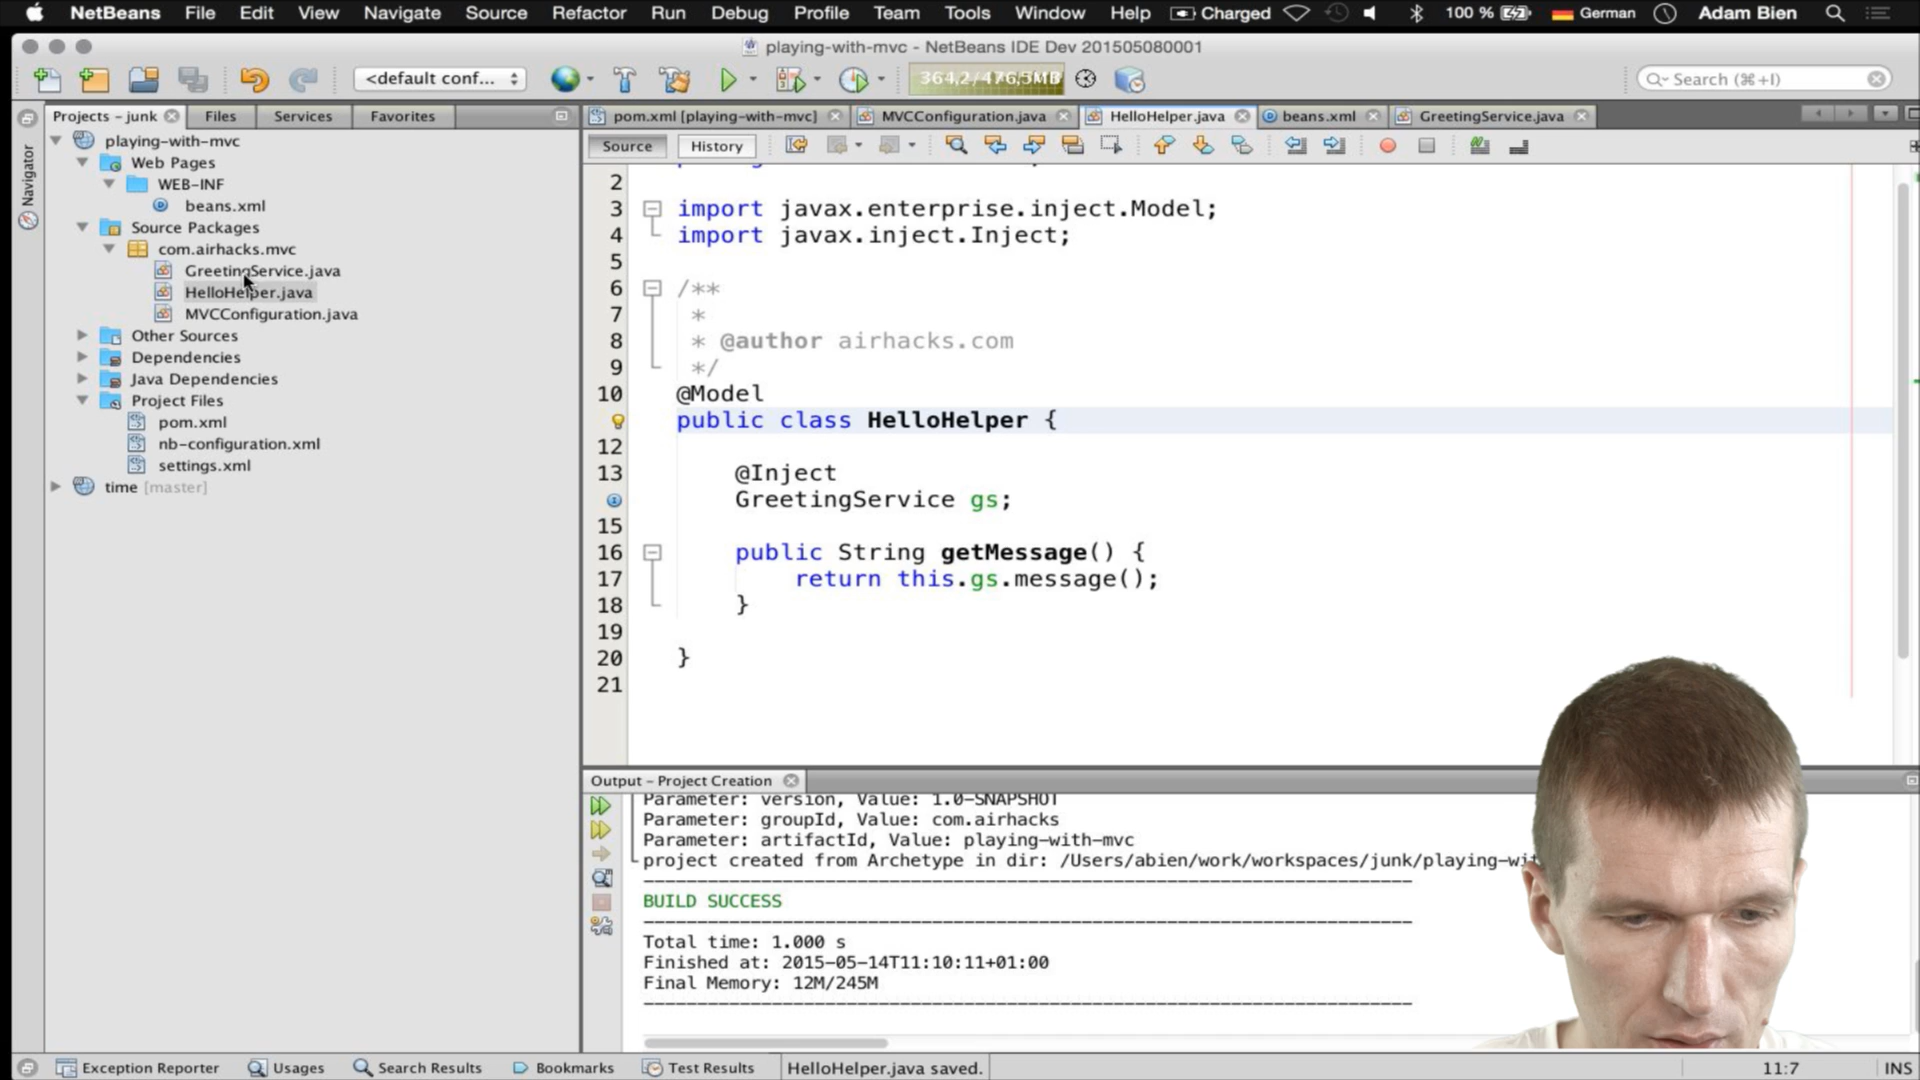 NetBeans File Edit View Navigate Source Refactor Run Debug Profile Team Tools Window Help Charged 100 % German Adam Bien
playing-with-mvc - NetBeans IDE Dev 201505080001
<default conf... 364,2/476,5MB Search (⌘+I)
Projects - junk Files Services Favorites
pom.xml [playing-with-mvc] MVCConfiguration.java HelloHelper.java beans.xml GreetingService.java
Source History
Navigator
playing-with-mvc
Web Pages
WEB-INF
beans.xml
Source Packages
com.airhacks.mvc
GreetingService.java
HelloHelper.java
MVCConfiguration.java
Other Sources
Dependencies
Java Dependencies
Project Files
pom.xml
nb-configuration.xml
settings.xml
time [master]
2
3 import javax.enterprise.inject.Model;
4 import javax.inject.Inject;
5
6 /**
7 *
8 * @author airhacks.com
9 */
10 @Model
public class HelloHelper {
12
13 @Inject
GreetingService gs;
15
16 public String getMessage() {
17 return this.gs.message();
18 }
19
20 }
21
Output - Project Creation
Parameter: version, Value: 1.0-SNAPSHOT
Parameter: groupId, Value: com.airhacks
Parameter: artifactId, Value: playing-with-mvc
project created from Archetype in dir: /Users/abien/work/workspaces/junk/playing-wit
BUILD SUCCESS
Total time: 1.000 s
Finished at: 2015-05-14T11:10:11+01:00
Final Memory: 12M/245M
Exception Reporter Usages Search Results Bookmarks Test Results HelloHelper.java saved. 11:7 INS